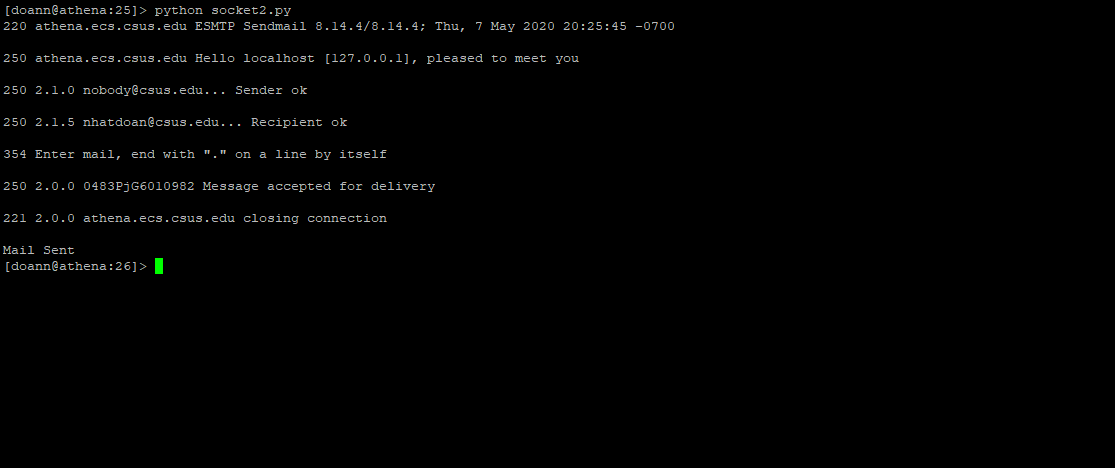 [doann@athena:25]> python socket2.py
220 athena.ecs.csus.edu ESMTP Sendmail 8.14.4/8.14.4; Thu, 7 May 2020 20:25:45 -0700
250 athena.ecs.csus.edu Hello localhost [127.0.0.1], pleased to meet you
250 2.1.0 nobody@csus.edu... Sender ok
250 2.1.5 nhatdoan@csus.edu... Recipient ok
354 Enter mail, end with "." on a line by itself
250 2.0.0 0483PjG6010982 Message accepted for delivery
221 2.0.0 athena.ecs.csus.edu closing connection
Mail Sent
[doann@athena:26]>